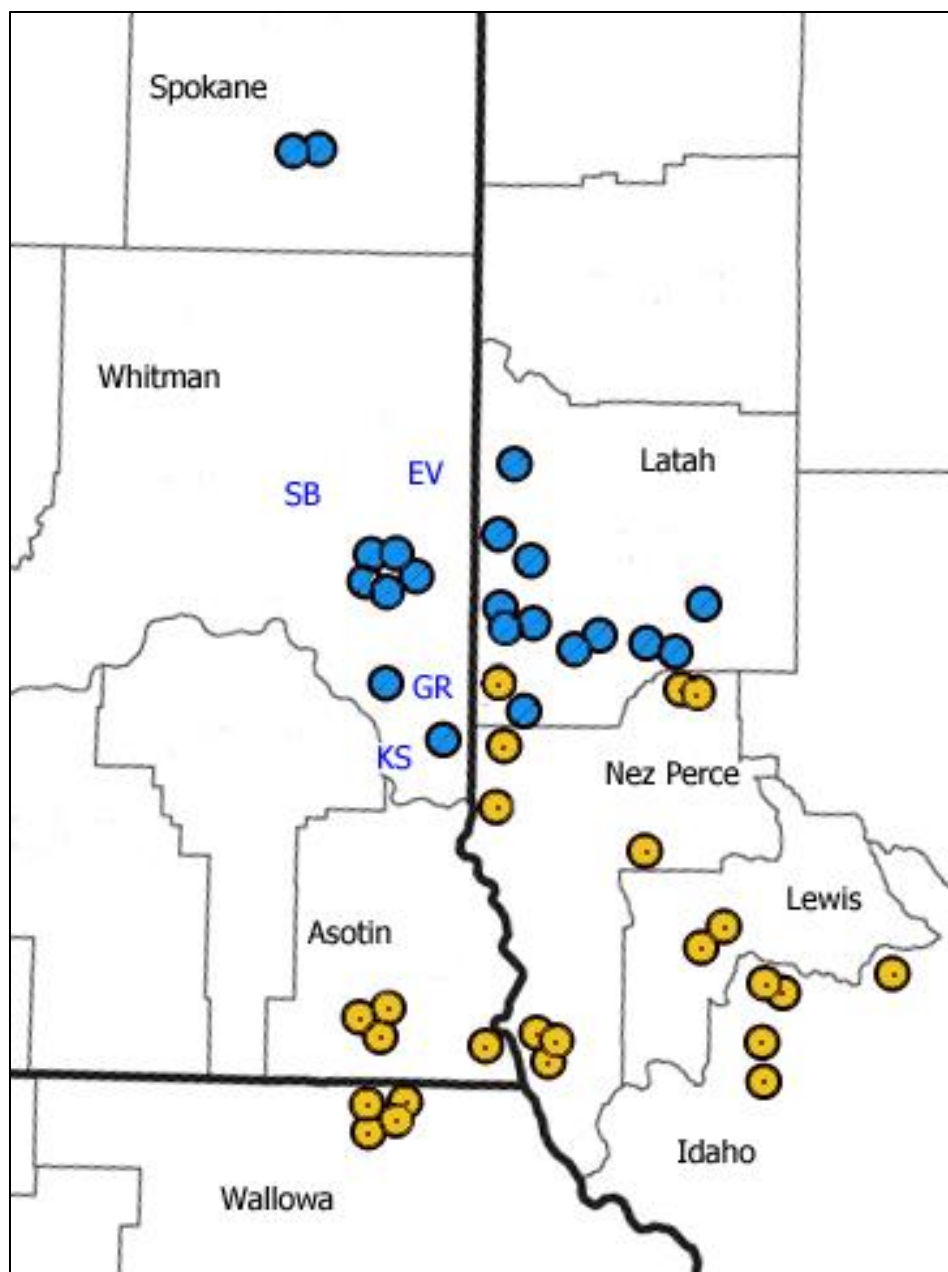 Spokane
Whitman
Latah
EV
SB
GR
KS
Nez Perce
Lewis
Asotin
Idaho
Wallowa